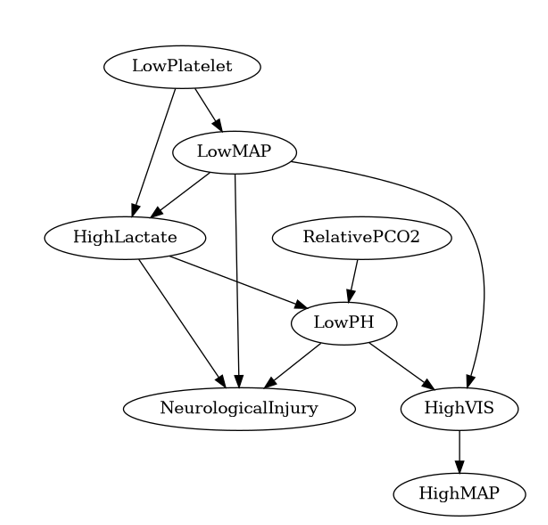 LowPlatelet
LowMAP
HighLactate
RelativePCO2
LowPH
NeurologicalInjury
HighVIS
HighMAP